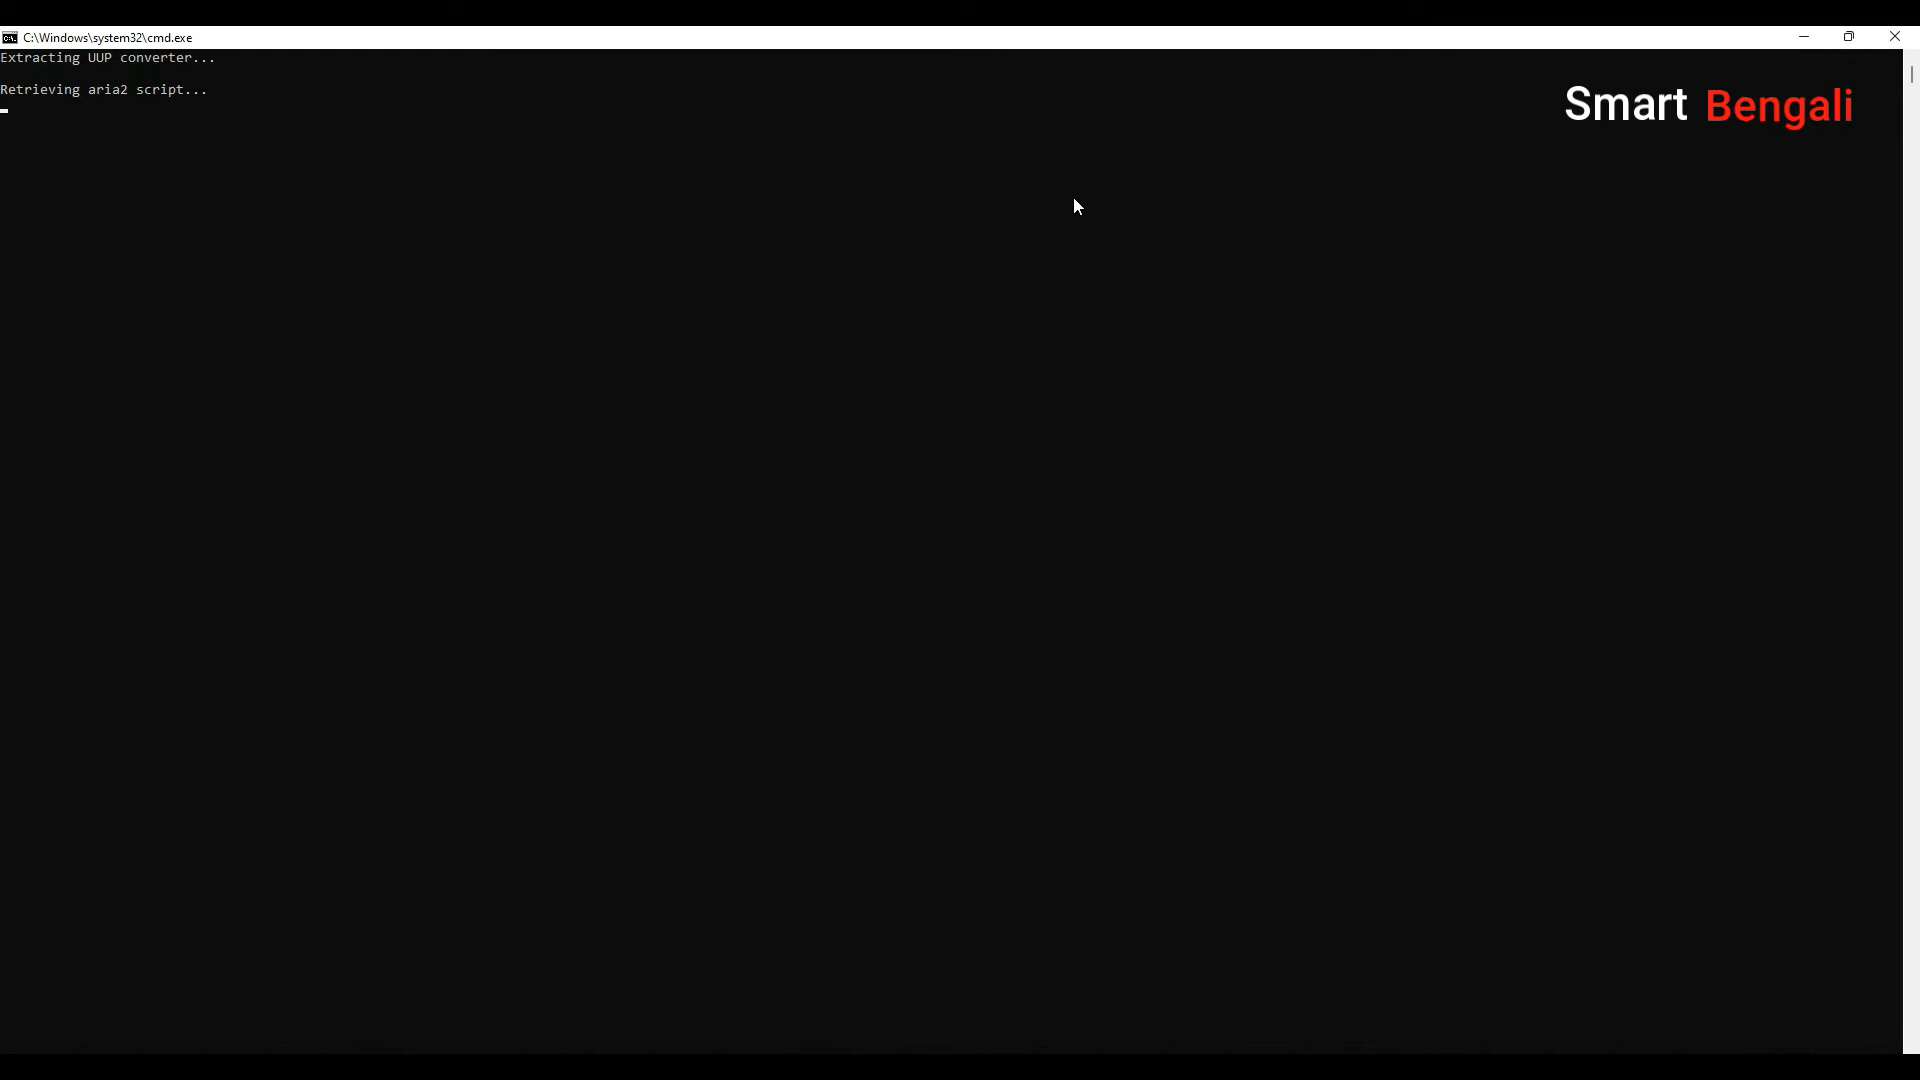 C:\Windows\system32\cmd.exe
Extracting UUP converter...
Retrieving aria2 script...
Smart Bengali